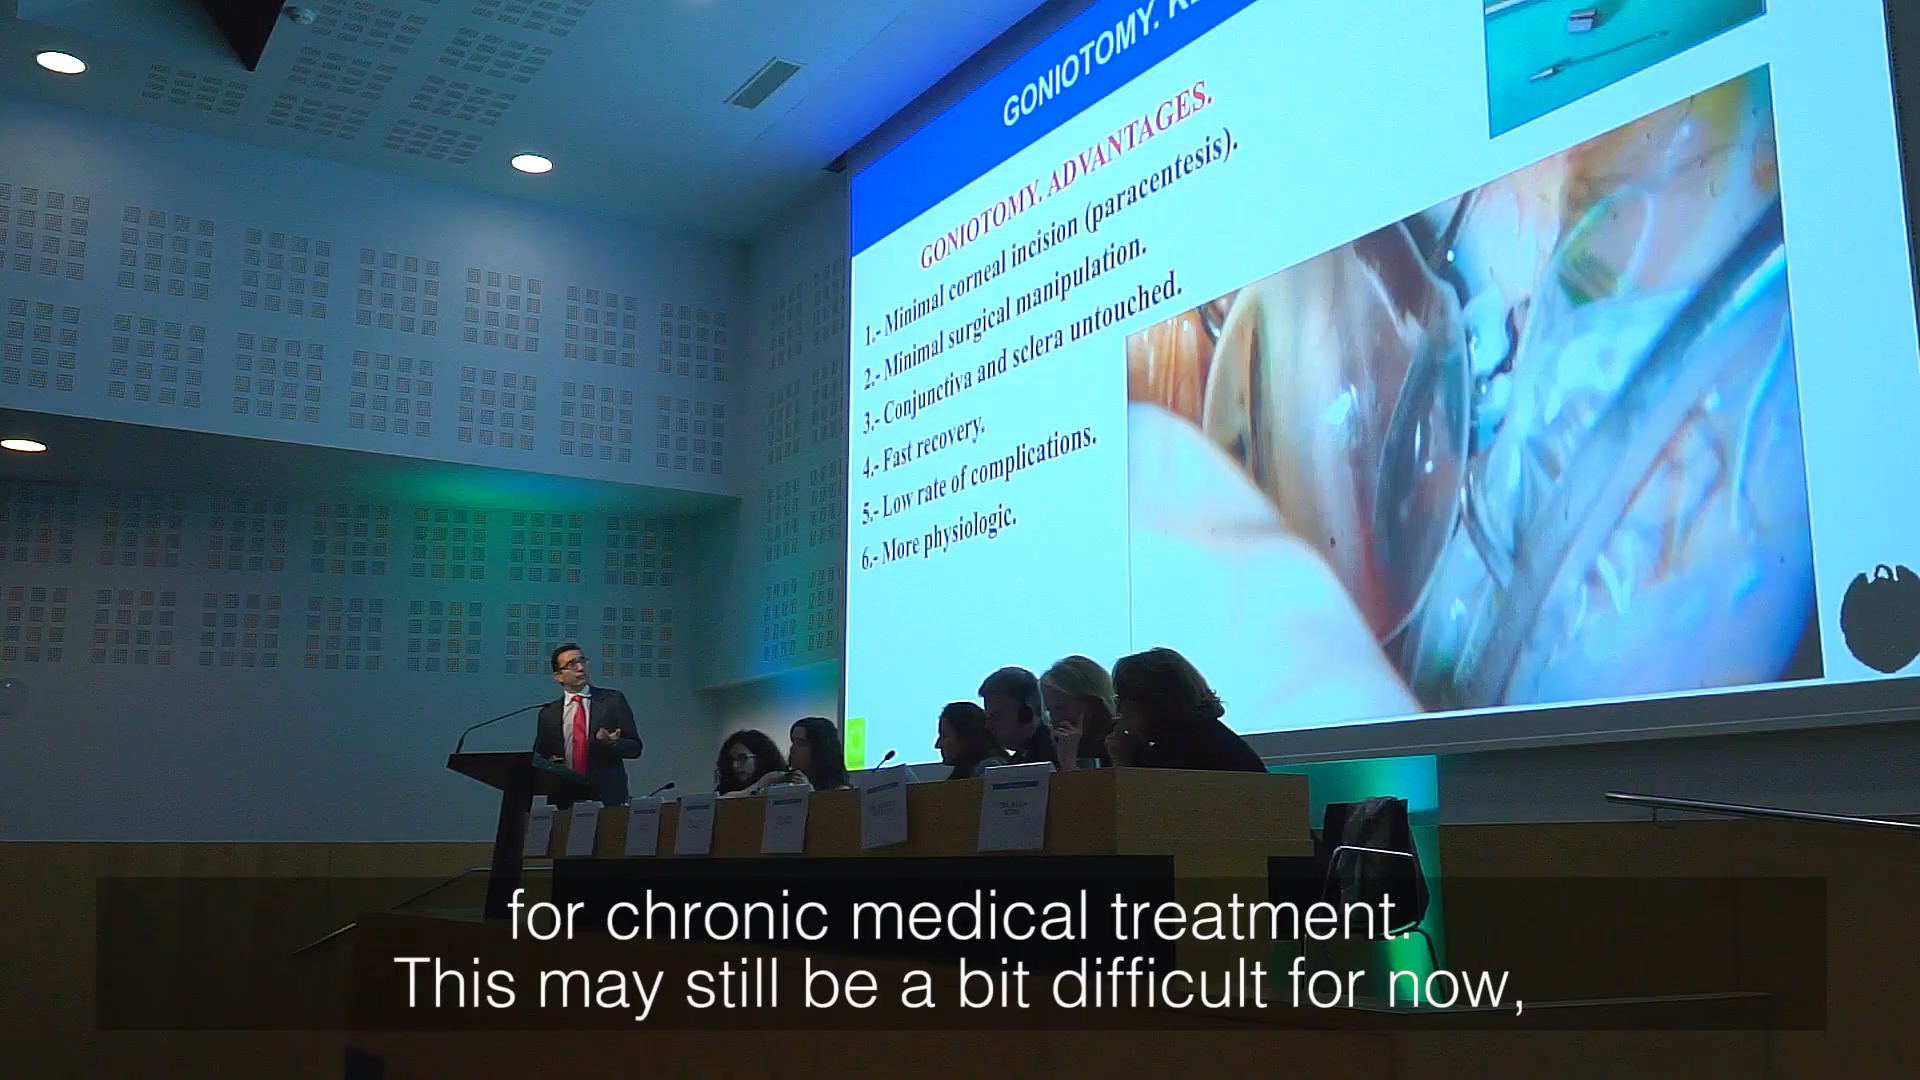 GONIOTOMY.
GONIOTOMY. ADVANTAGES.
1.- Minimal corneal incision (paracentesis).
2.- Minimal surgical manipulation.
3.- Conjunctiva and sclera untouched.
4.- Fast recovery.
5.- Low rate of complications.
6.- More physiologic.
for chronic medical treatment.
This may still be a bit difficult for now,